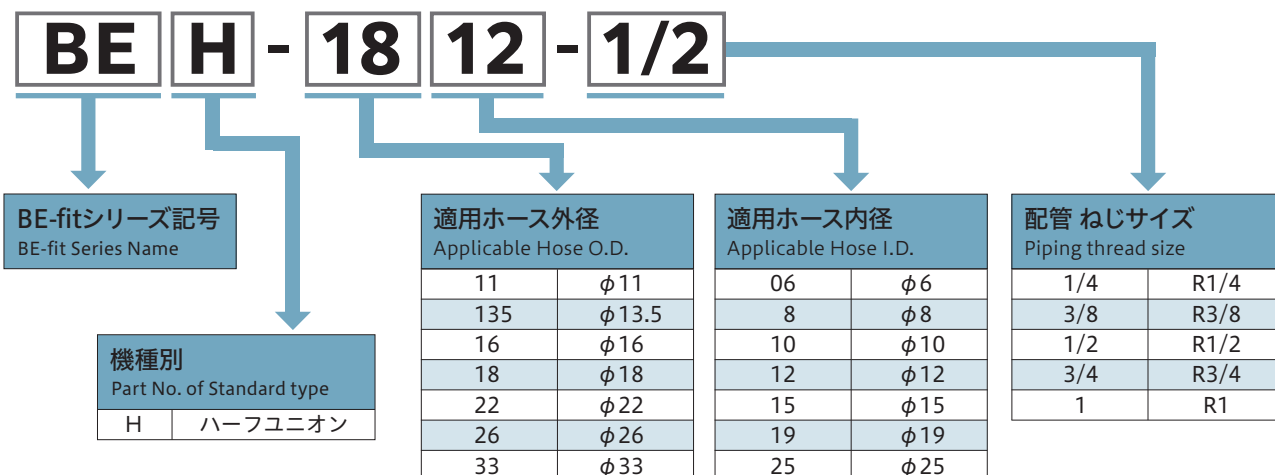 BE H - 18 12 - 1/2
BE-fitシリーズ記号
BE-fit Series Name
機種別
Part No. of Standard type
H ハーフユニオン
適用ホース外径
Applicable Hose O.D.
11 φ11
135 φ13.5
16 φ16
18 φ18
22 φ22
26 φ26
33 φ33
適用ホース内径
Applicable Hose I.D.
06 φ6
8 φ8
10 φ10
12 φ12
15 φ15
19 φ19
25 φ25
配管 ねじサイズ
Piping thread size
1/4 R1/4
3/8 R3/8
1/2 R1/2
3/4 R3/4
1 R1